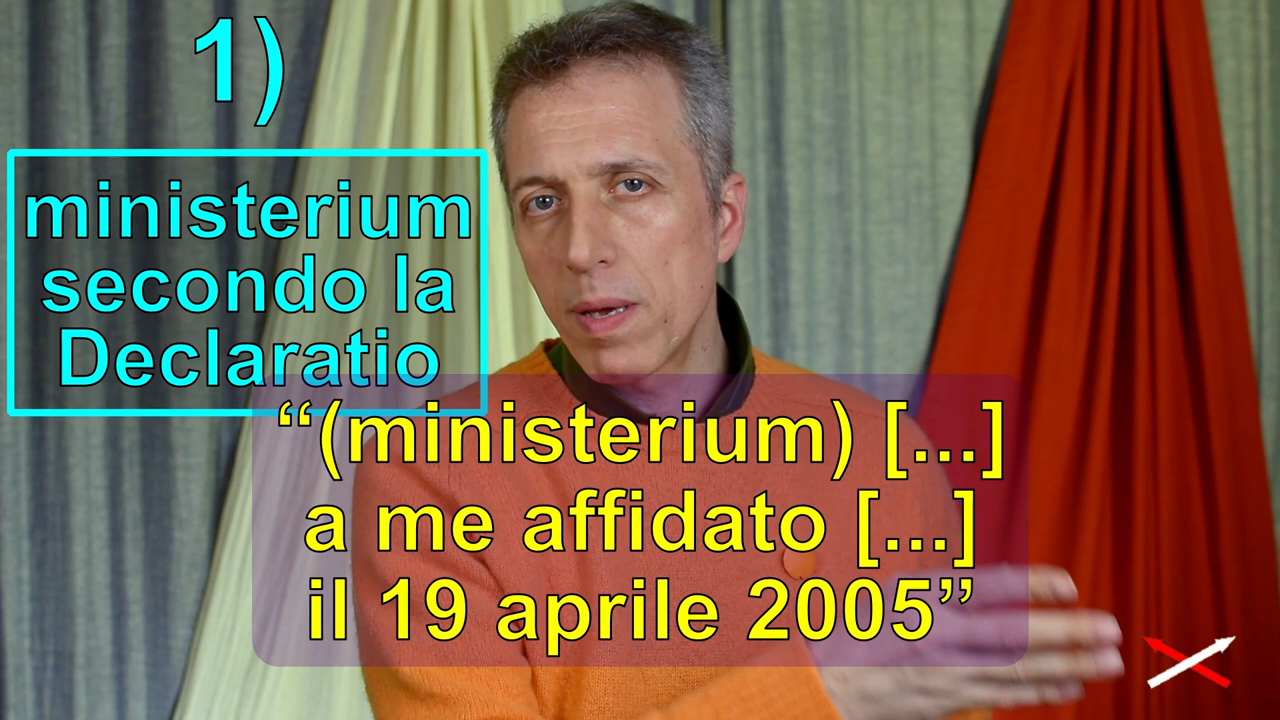 1)
ministerium
secondo la
Declaratio
“(ministerium) [...]
a me affidato [...]
il 19 aprile 2005”